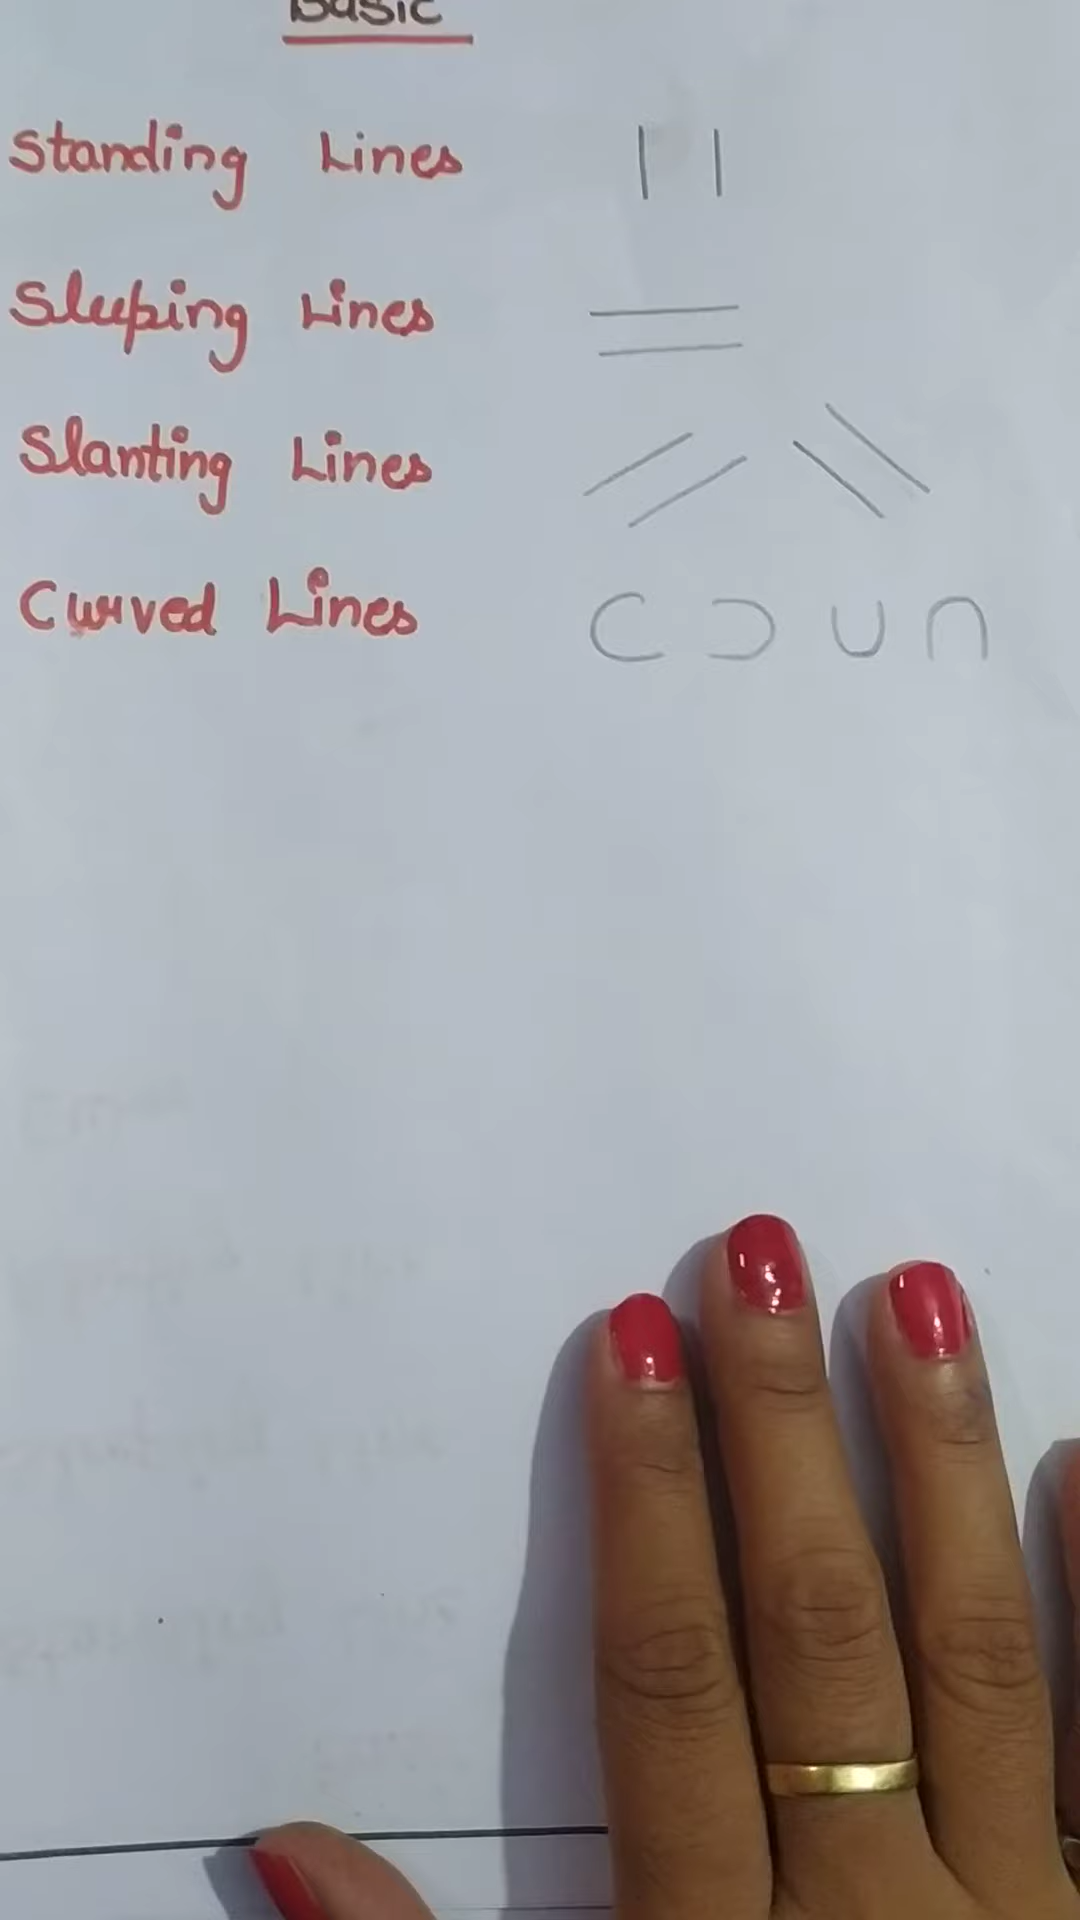 Basic
Standing Lines
Sleeping Lines
Slanting Lines
Curved Lines